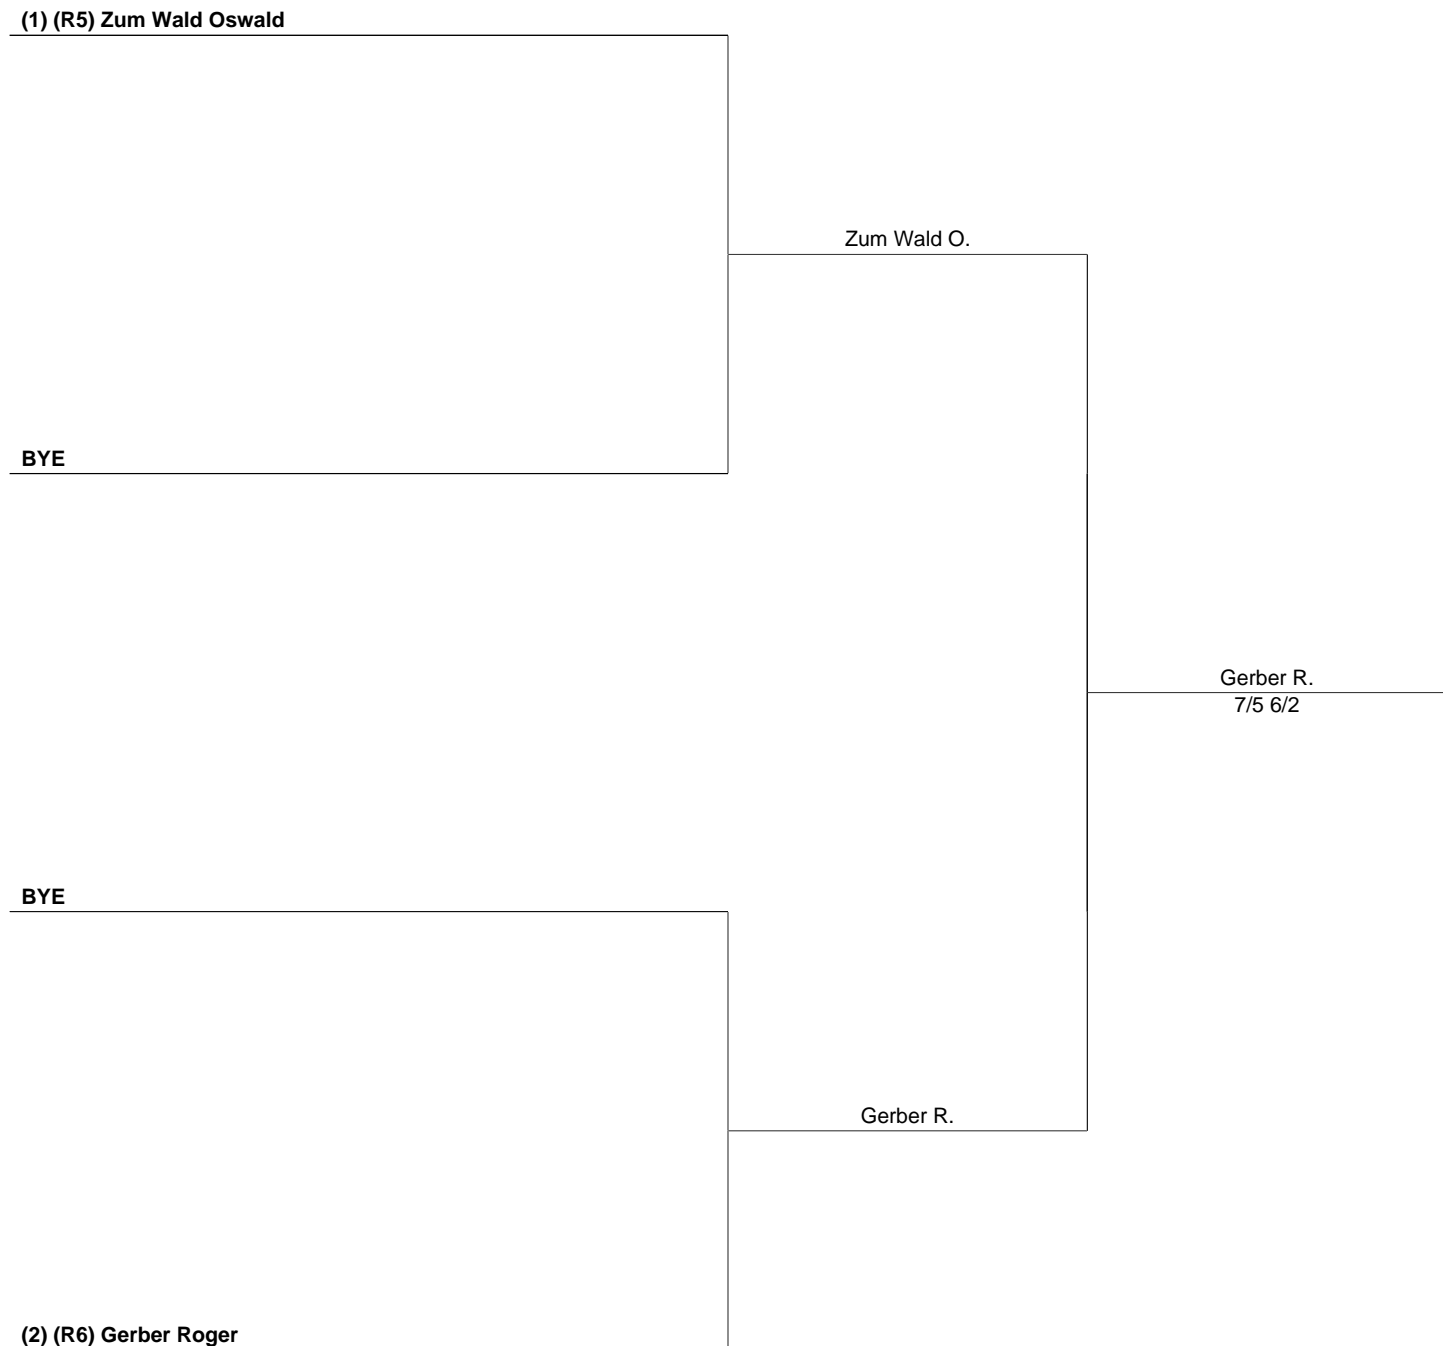 (1) (R5) Zum Wald Oswald
Zum Wald O.
BYE
Gerber R.
7/5 6/2
BYE
Gerber R.
(2) (R6) Gerber Roger